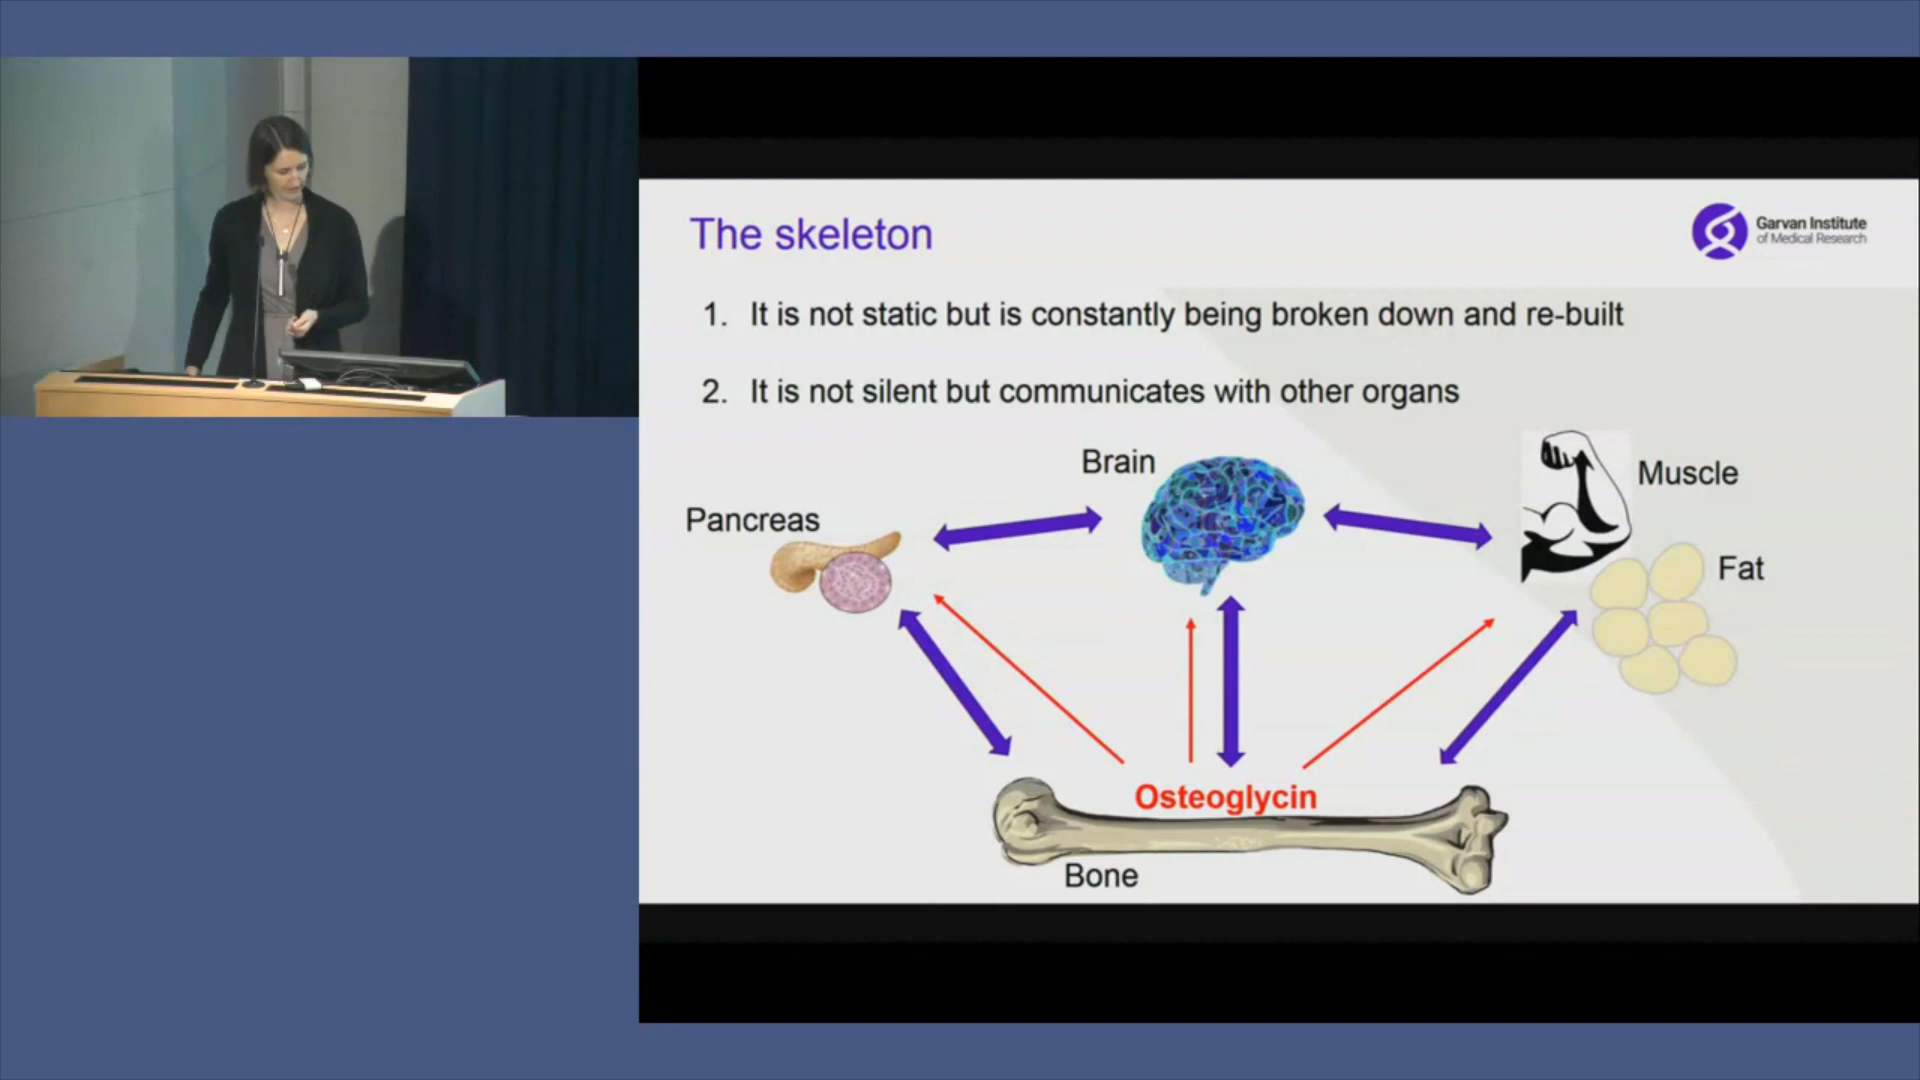 The skeleton
Garvan Institute
of Medical Research
1. It is not static but is constantly being broken down and re-built
2. It is not silent but communicates with other organs
Brain
Muscle
Pancreas
Fat
Osteoglycin
Bone